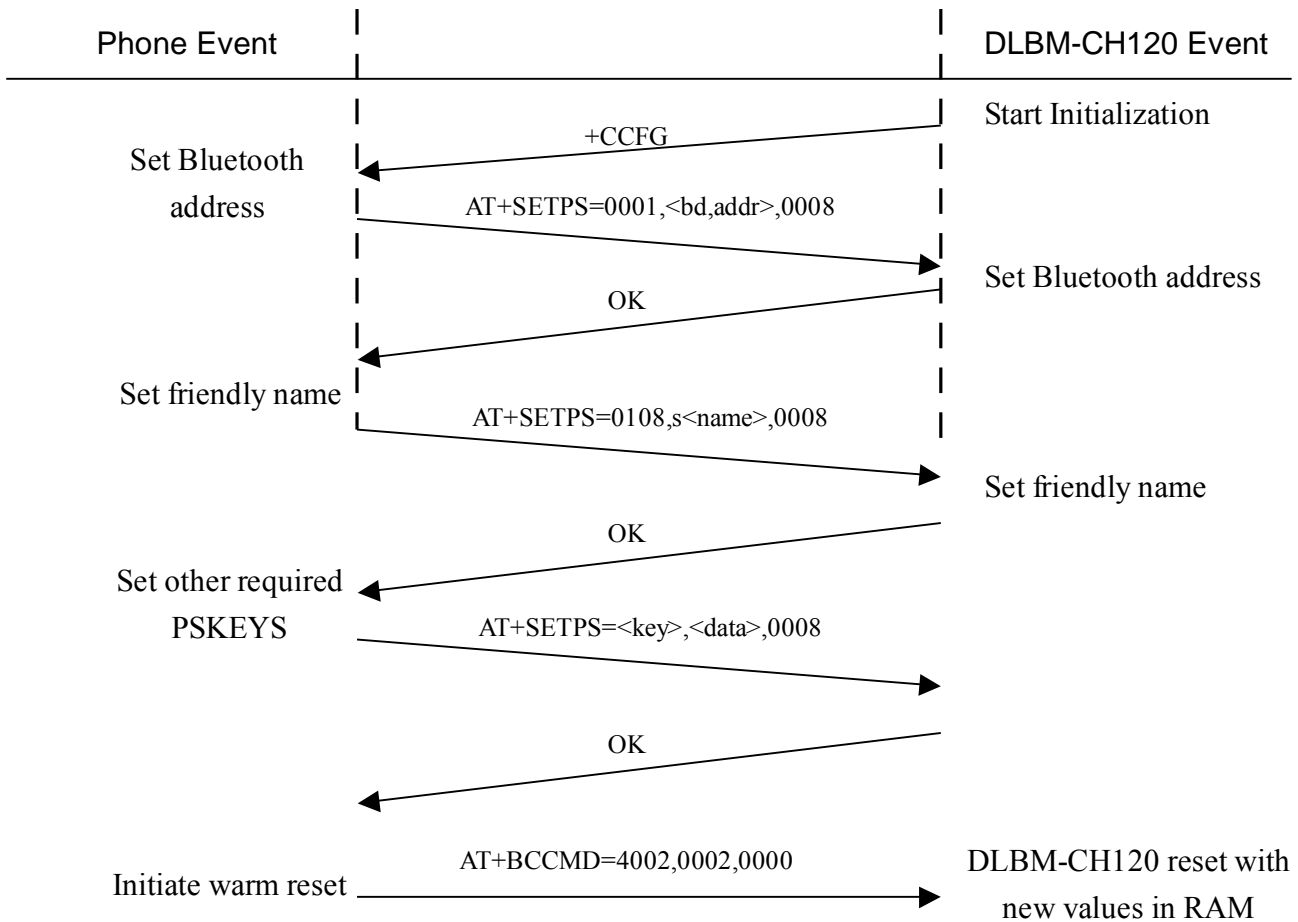 Phone Event
DLBM-CH120 Event
Start Initialization
+CCFG
Set Bluetooth
address
AT+SETPS=0001,<bd,addr>,0008
Set Bluetooth address
OK
Set friendly name
AT+SETPS=0108,s<name>,0008
Set friendly name
OK
Set other required
PSKEYS
AT+SETPS=<key>,<data>,0008
OK
AT+BCCMD=4002,0002,0000
Initiate warm reset
DLBM-CH120 reset with
new values in RAM